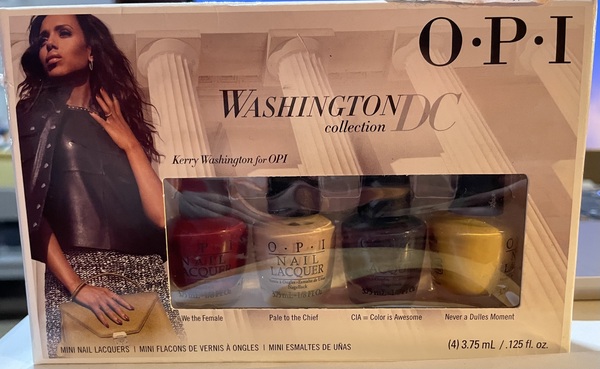 O·P·I
WASHINGTON DC
collection
Kerry Washington for OPI
O·P·I
NAIL
LACQUER
O·P·I
NAIL
LACQUER
We the Female
Pale to the Chief
CIA = Color is Awesome
Never a Dulles Moment
MINI NAIL LACQUERS | MINI FLACONS DE VERNIS À ONGLES | MINI ESMALTES DE UÑAS
(4) 3.75 mL / .125 fl. oz.